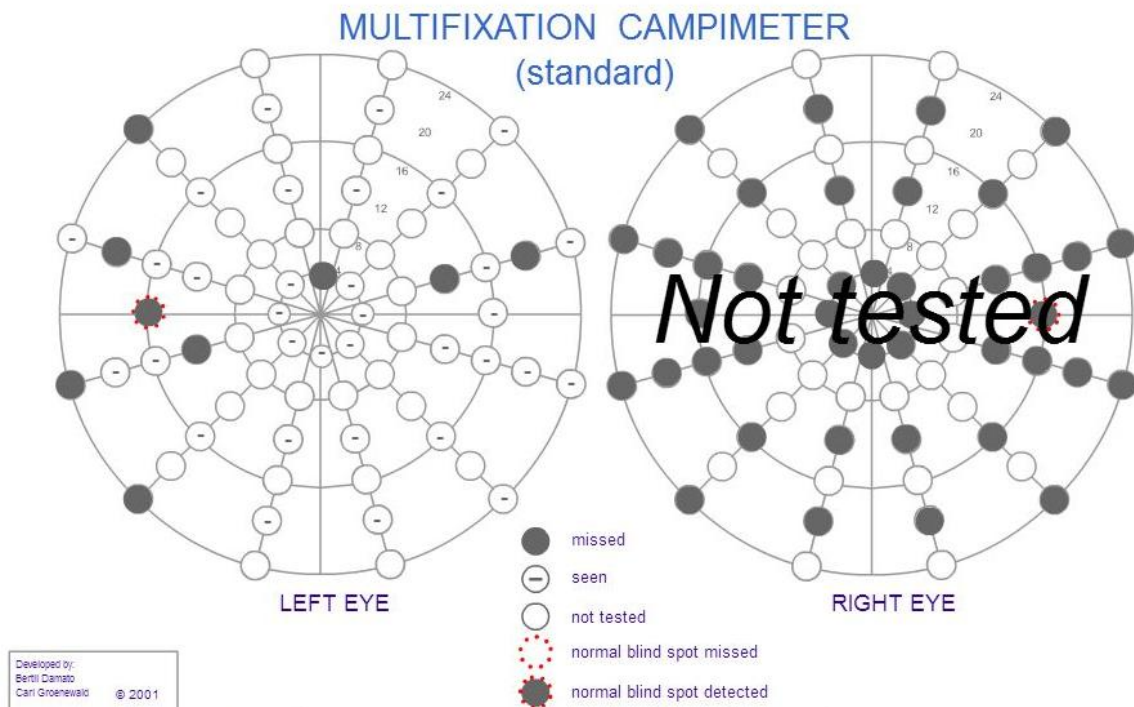 MULTIFIXATION CAMPIMETER
(standard)
24
20
16
12
8
4
24
20
16
12
8
Not tested
LEFT EYE
RIGHT EYE
missed
seen
not tested
normal blind spot missed
normal blind spot detected
Developed by:
Bertil Damato
Carl Groenewald © 2001